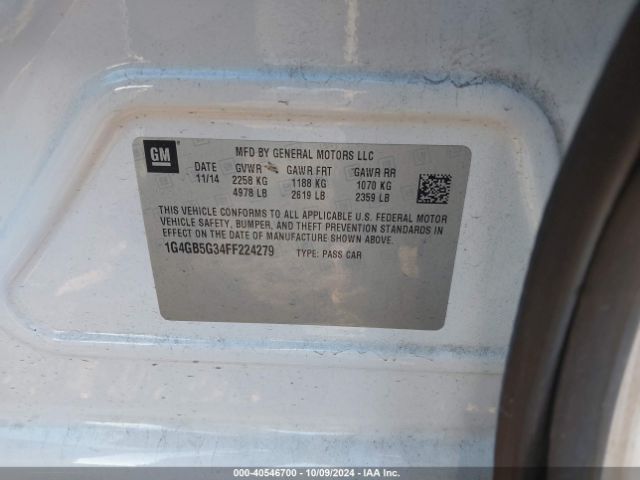 GM
MFD BY GENERAL MOTORS LLC
DATE GVWR GAWR FRT GAWR RR
11/14 2258 KG 1188 KG 1070 KG
4978 LB 2619 LB 2359 LB
THIS VEHICLE CONFORMS TO ALL APPLICABLE U.S. FEDERAL MOTOR
VEHICLE SAFETY, BUMPER, AND THEFT PREVENTION STANDARDS IN
EFFECT ON THE DATE OF MANUFACTURE SHOWN ABOVE.
1G4GB5G34FF224279 TYPE: PASS CAR
000-40546700 | 10/09/2024 | IAA Inc.